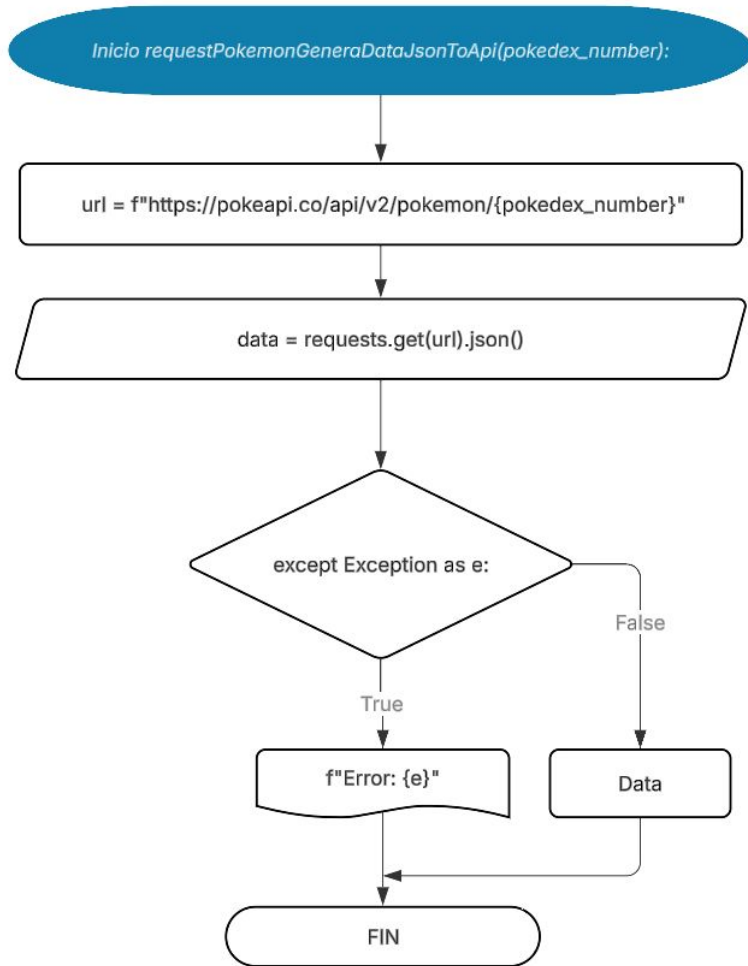 Inicio requestPokemonGeneraDataJsonToApi(pokedex_number):
url = f"https://pokeapi.co/api/v2/pokemon/{pokedex_number}"
data = requests.get(url).json()
except Exception as e:
False
True
f"Error: {e}"
Data
FIN